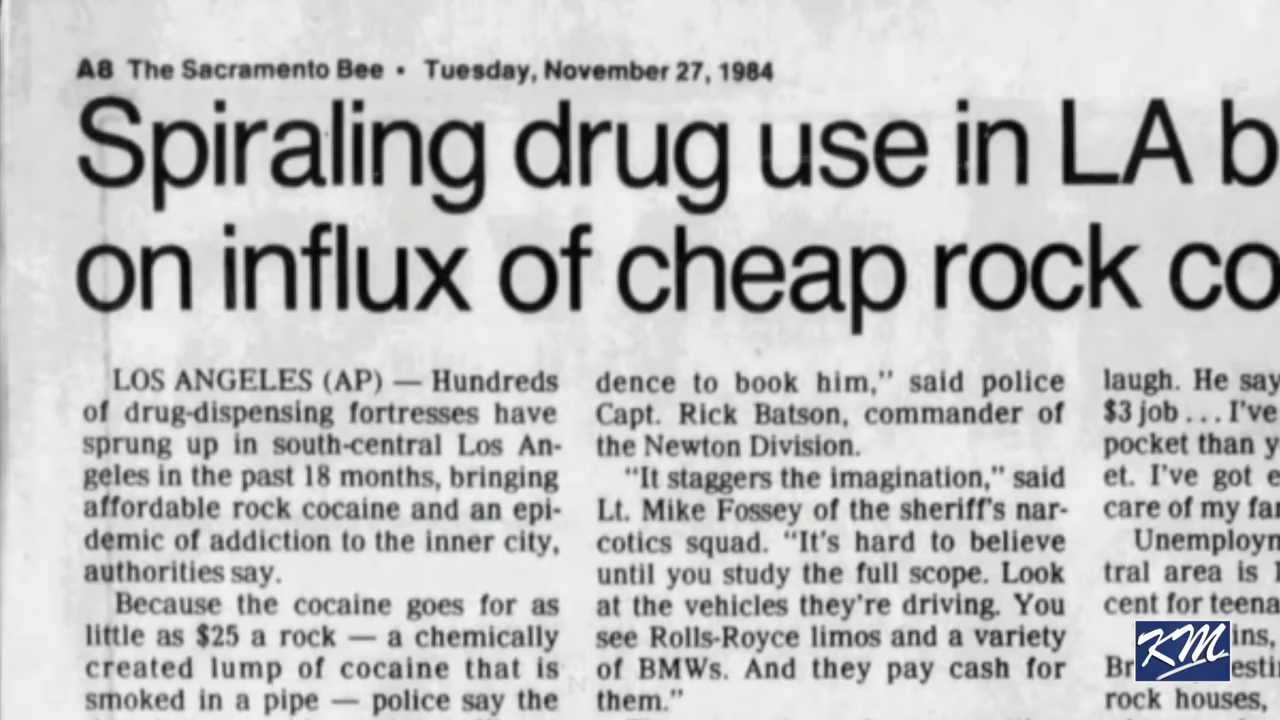 A8 The Sacramento Bee • Tuesday, November 27, 1984
Spiraling drug use in LA b
on influx of cheap rock co
LOS ANGELES (AP) — Hundreds
of drug-dispensing fortresses have
sprung up in south-central Los An-
geles in the past 18 months, bringing
affordable rock cocaine and an epi-
demic of addiction to the inner city,
authorities say.
Because the cocaine goes for as
little as $25 a rock — a chemically
created lump of cocaine that is
smoked in a pipe — police say the
dence to book him,” said police
Capt. Rick Batson, commander of
the Newton Division.
“It staggers the imagination,” said
Lt. Mike Fossey of the sheriff's nar-
cotics squad. “It's hard to believe
until you study the full scope. Look
at the vehicles they're driving. You
see Rolls-Royce limos and a variety
of BMWs. And they pay cash for
them.”
laugh. He say
$3 job . . . I've
pocket than y
et. I've got e
care of my fa
Unemployn
tral area is
cent for teena
ins,
Br esti
rock houses,
KM